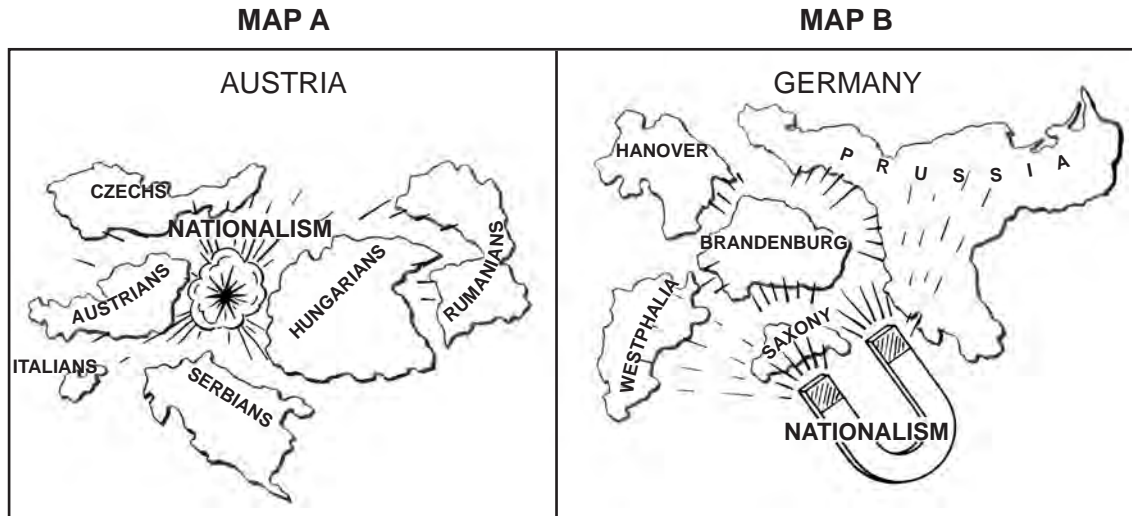 MAP A
AUSTRIA
CZECHS
NATIONALISM
AUSTRIANS
HUNGARIANS
RUMANIANS
ITALIANS
SERBIANS
MAP B
GERMANY
HANOVER
PRUSSIA
BRANDENBURG
WESTPHALIA
SAXONY
NATIONALISM